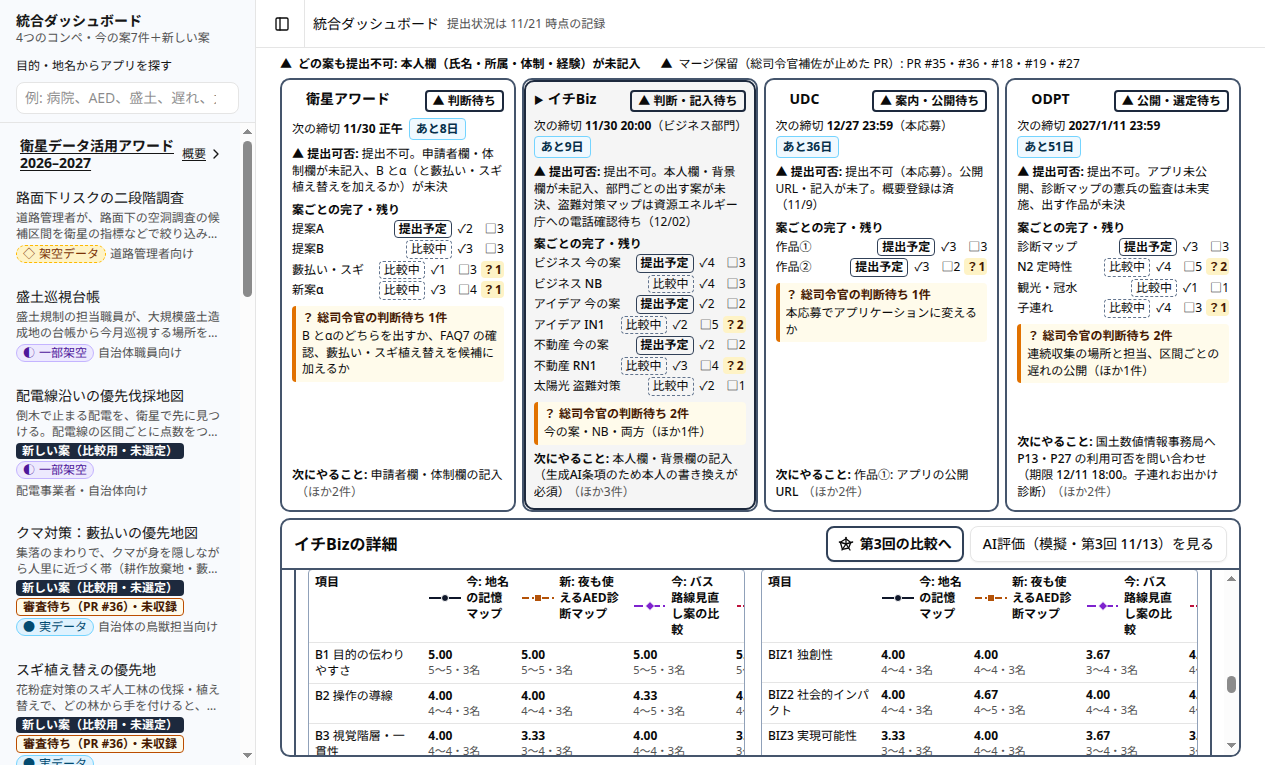 統合ダッシュボード
4つのコンペ・今の案7件＋新しい案
目的・地名からアプリを探す
例: 病院、AED、盛土、遅れ、
衛星データ活用アワード
2026–2027
概要
路面下リスクの二段階調査
道路管理者が、路面下の空洞調査の候
補区間を衛星の指標などで絞り込み…
◇ 架空データ 道路管理者向け
盛土巡視台帳
盛土規制の担当職員が、大規模盛土造
成地の台帳から今月巡視する場所を…
一部架空 自治体職員向け
配電線沿いの優先伐採地図
倒木で止まる配電を、衛星で先に見つ
ける。配電線の区間ごとに点数をつ…
新しい案（比較用・未選定）
一部架空
配電事業者・自治体向け
クマ対策：藪払いの優先地図
集落のまわりで、クマが身を隠しなが
ら人里に近づく帯（耕作放棄地・藪…
新しい案（比較用・未選定）
審査待ち（PR #36）・未収録
実データ 自治体の鳥獣担当向け
スギ植え替えの優先地
花粉症対策のスギ人工林の伐採・植え
替えで、どの林から手を付けると、…
新しい案（比較用・未選定）
審査待ち（PR #36）・未収録
実データ
統合ダッシュボード 提出状況は 11/21 時点の記録
▲ どの案も提出不可: 本人欄（氏名・所属・体制・経験）が未記入 ▲ マージ保留（総司令官補佐が止めた PR）: PR #35・#36・#18・#19・#27
衛星アワード ▲ 判断待ち
次の締切 11/30 正午 あと8日
▲ 提出可否: 提出不可。申請者欄・体
制欄が未記入、B とα（と藪払い・スギ
植え替えを加えるか）が未決
案ごとの完了・残り
提案A 提出予定 ✓2 □3
提案B 比較中 ✓3 □3
藪払い・スギ 比較中 ✓1 □3 ?1
新案α 比較中 ✓3 □4 ?1
? 総司令官の判断待ち 1件
B とαのどちらを出すか、FAQ7 の確
認、藪払い・スギ植え替えを候補に
加えるか
次にやること: 申請者欄・体制欄の記入
（ほか2件）
▶ イチBiz ▲ 判断・記入待ち
次の締切 11/30 20:00（ビジネス部門）
あと9日
▲ 提出可否: 提出不可。本人欄・背景
欄が未記入、部門ごとの出す案が未
決、盗難対策マップは資源エネルギー
庁への電話確認待ち（12/02）
案ごとの完了・残り
ビジネス 今の案 提出予定 ✓4 □3
ビジネス NB 比較中 ✓4 □3
アイデア 今の案 提出予定 ✓2 □2
アイデア IN1 比較中 ✓2 □5 ?2
不動産 今の案 提出予定 ✓2 □2
不動産 RN1 比較中 ✓3 □4 ?2
太陽光 盗難対策 比較中 ✓2 □1
? 総司令官の判断待ち 2件
今の案・NB・両方（ほか1件）
次にやること: 本人欄・背景欄の記入
（生成AI条項のため本人の書き換えが
必須）（ほか3件）
UDC ▲ 案内・公開待ち
次の締切 12/27 23:59（本応募）
あと36日
▲ 提出可否: 提出不可（本応募）。公開
URL・記入が未了。概要登録は済
（11/9）
案ごとの完了・残り
作品① 提出予定 ✓3 □3
作品② 提出予定 ✓3 □2 ?1
? 総司令官の判断待ち 1件
本応募でアプリケーションに変える
か
次にやること: 作品①: アプリの公開
URL （ほか2件）
ODPT ▲ 公開・選定待ち
次の締切 2027/1/11 23:59
あと51日
▲ 提出可否: 提出不可。アプリ未公
開、診断マップの憲兵の監査は未実
施、出す作品が未決
案ごとの完了・残り
診断マップ 提出予定 ✓3 □3
N2 定時性 比較中 ✓4 □5 ?2
観光・冠水 比較中 ✓1 □1
子連れ 比較中 ✓4 □3 ?1
? 総司令官の判断待ち 2件
連続収集の場所と担当、区間ごとの
遅れの公開（ほか1件）
次にやること: 国土数値情報事務局へ
P13・P27 の利用可否を問い合わせ
（期限 12/11 18:00。子連れお出かけ
診断）（ほか2件）
イチBizの詳細 第3回の比較へ AI評価（模擬・第3回 11/13）を見る
項目 今: 地名の記憶マップ 新: 夜も使えるAED診断マップ 今: バス路線見直し案の比較
B1 目的の伝わりやすさ 5.00 5.00 5.00 5.
5〜5・3名 5〜5・3名 5〜5・3名 5
B2 操作の導線 4.00 4.00 4.33 4.
4〜4・3名 4〜4・3名 4〜5・3名 4
B3 視覚階層・一貫性 4.00 3.33 4.00 3.
4〜4・3名 3〜4・3名 4〜4・3名 3
項目 今: 地名の記憶マップ 新: 夜も使えるAED診断マップ 今: バス路線見直し案の比較
BIZ1 独創性 4.00 4.00 3.67 4.
4〜4・3名 4〜4・3名 3〜4・3名 4
BIZ2 社会的インパクト 4.00 4.67 4.00 4.
4〜4・3名 4〜5・3名 4〜4・3名 4
BIZ3 実現可能性 3.33 4.00 3.67 4.
3〜4・3名 4〜4・3名 3〜4・3名